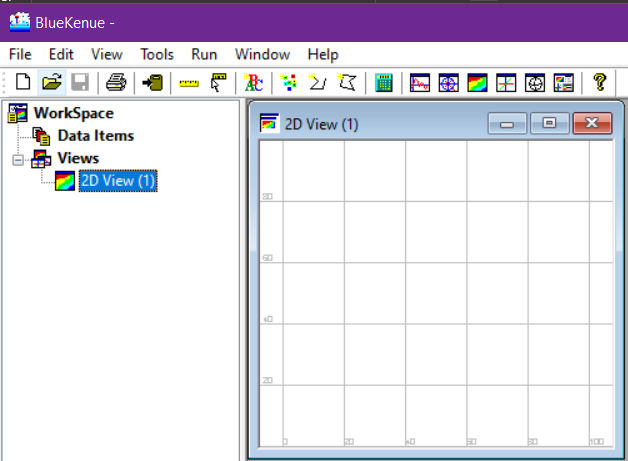 BlueKenue -
File Edit View Tools Run Window Help
WorkSpace
Data Items
Views
2D View (1)
2D View (1)
80
60
40
20
0 20 40 60 80 100